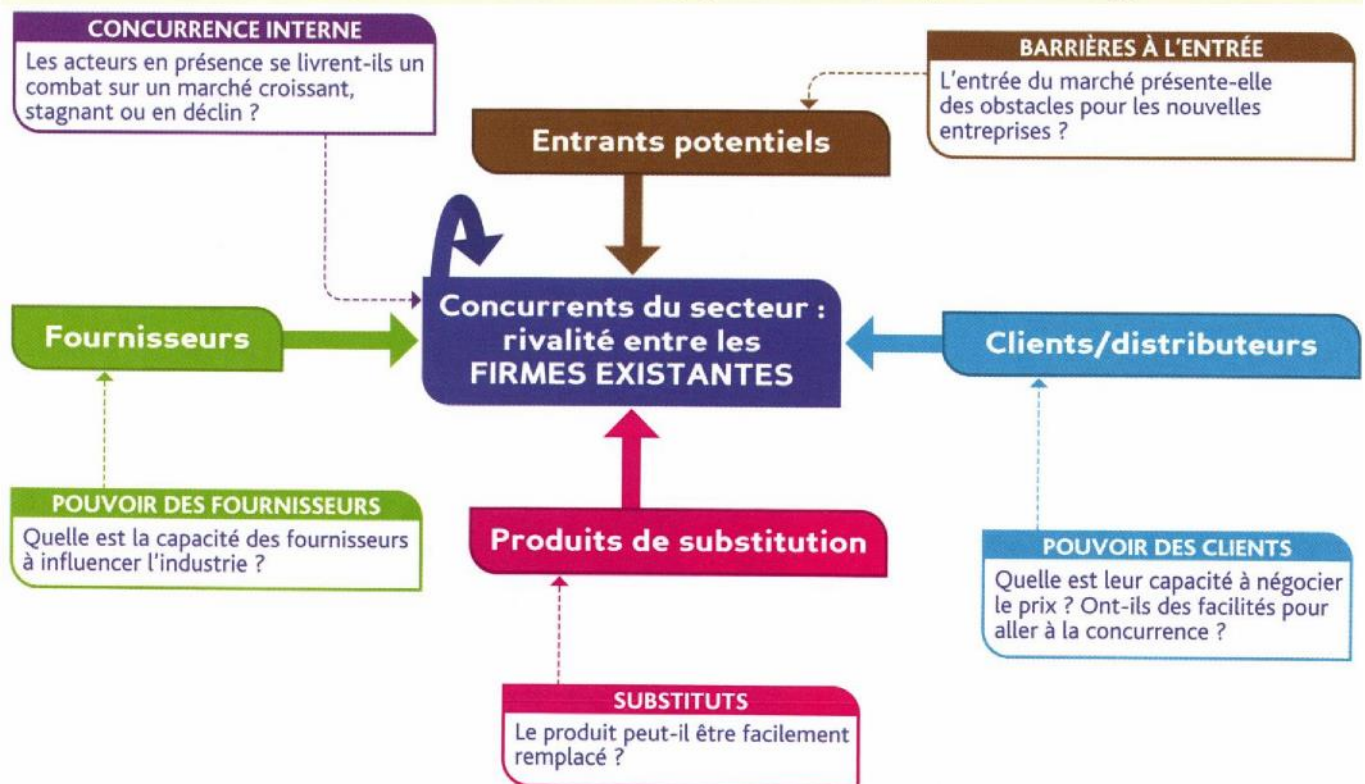 CONCURRENCE INTERNE
Les acteurs en présence se livrent-ils un
combat sur un marché croissant,
stagnant ou en déclin ?
BARRIÈRES À L'ENTRÉE
L'entrée du marché présente-elle
des obstacles pour les nouvelles
entreprises ?
Entrants potentiels
Fournisseurs
Concurrents du secteur :
rivalité entre les
FIRMES EXISTANTES
Clients/distributeurs
POUVOIR DES FOURNISSEURS
Quelle est la capacité des fournisseurs
à influencer l'industrie ?
Produits de substitution
POUVOIR DES CLIENTS
Quelle est leur capacité à négocier
le prix ? Ont-ils des facilités pour
aller à la concurrence ?
SUBSTITUTS
Le produit peut-il être facilement
remplacé ?